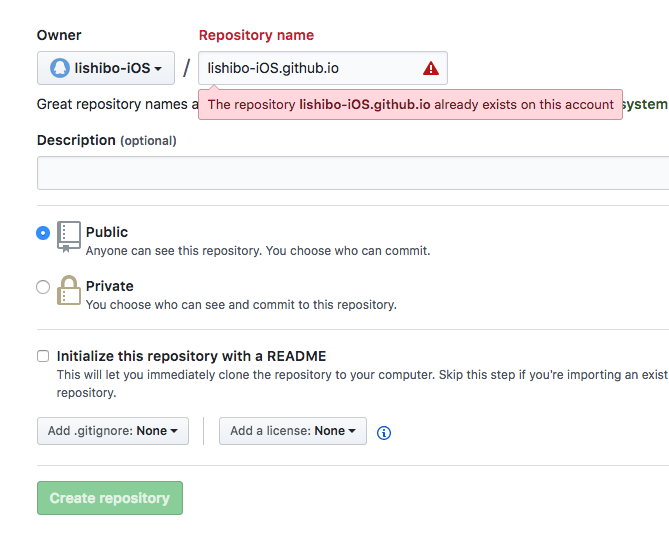 Owner
Repository name
lishibo-iOS
/
lishibo-iOS.github.io
Great repository names a
system
The repository lishibo-iOS.github.io already exists on this account
Description (optional)
Public
Anyone can see this repository. You choose who can commit.
Private
You choose who can see and commit to this repository.
Initialize this repository with a README
This will let you immediately clone the repository to your computer. Skip this step if you're importing an exist
repository.
Add .gitignore: None
Add a license: None
Create repository